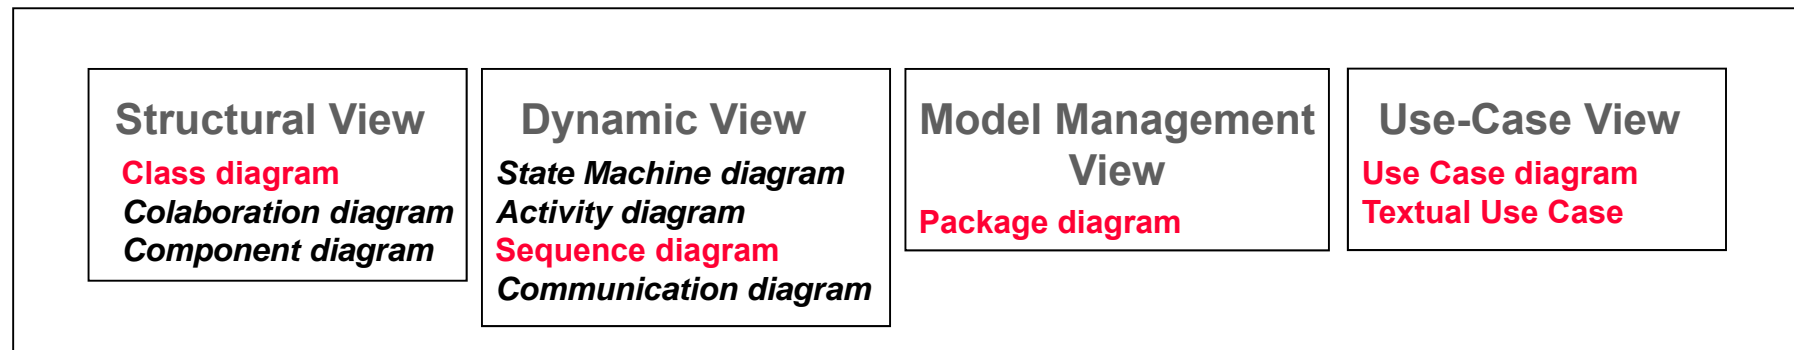 Structural View
Class diagram
Colaboration diagram
Component diagram
Dynamic View
State Machine diagram
Activity diagram
Sequence diagram
Communication diagram
Model Management
View
Package diagram
Use-Case View
Use Case diagram
Textual Use Case